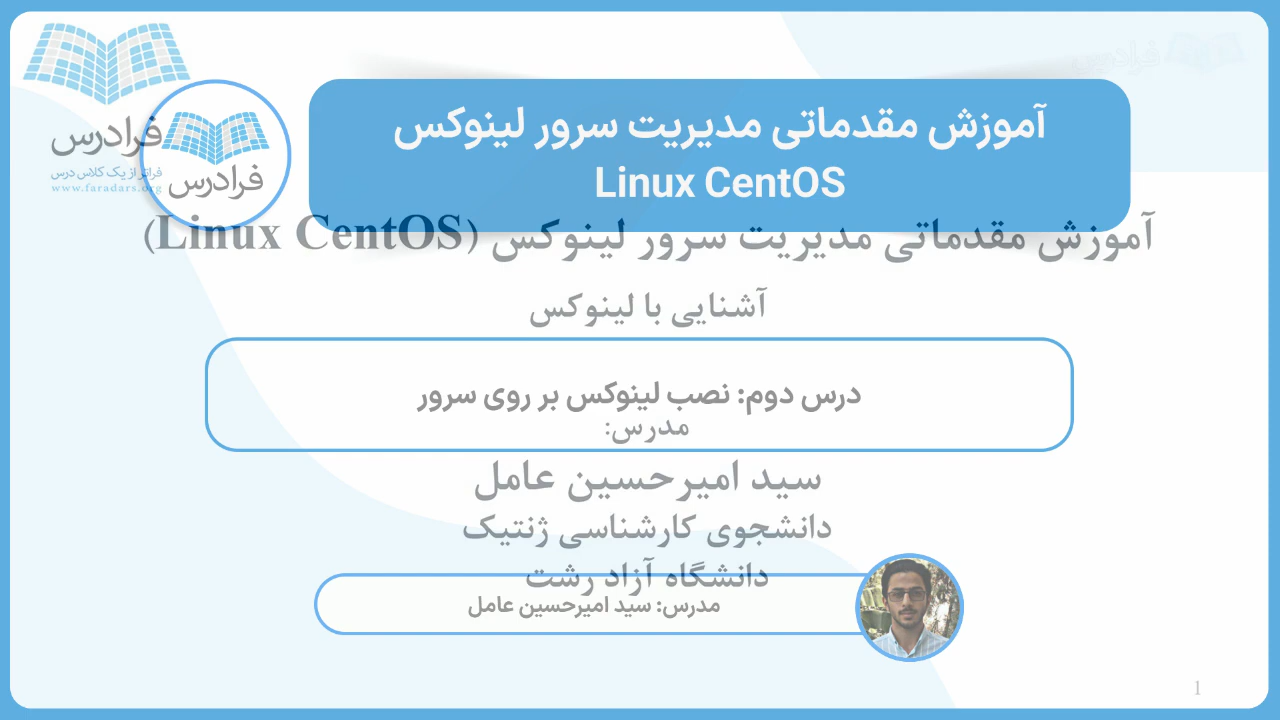 آموزش مقدماتی مدیریت سرور لینوکس
Linux CentOS
فرادرس
فراتر از یک کلاس درس
www.faradars.org
فرادرس
فرادرس
آموزش مقدماتی مدیریت سرور لینوکس (Linux CentOS)
آشنایی با لینوکس
درس دوم: نصب لینوکس بر روی سرور
مدرس:
سید امیرحسین عامل
دانشجوی کارشناسی ژنتیک
دانشگاه آزاد رشت
مدرس: سید امیرحسین عامل
1